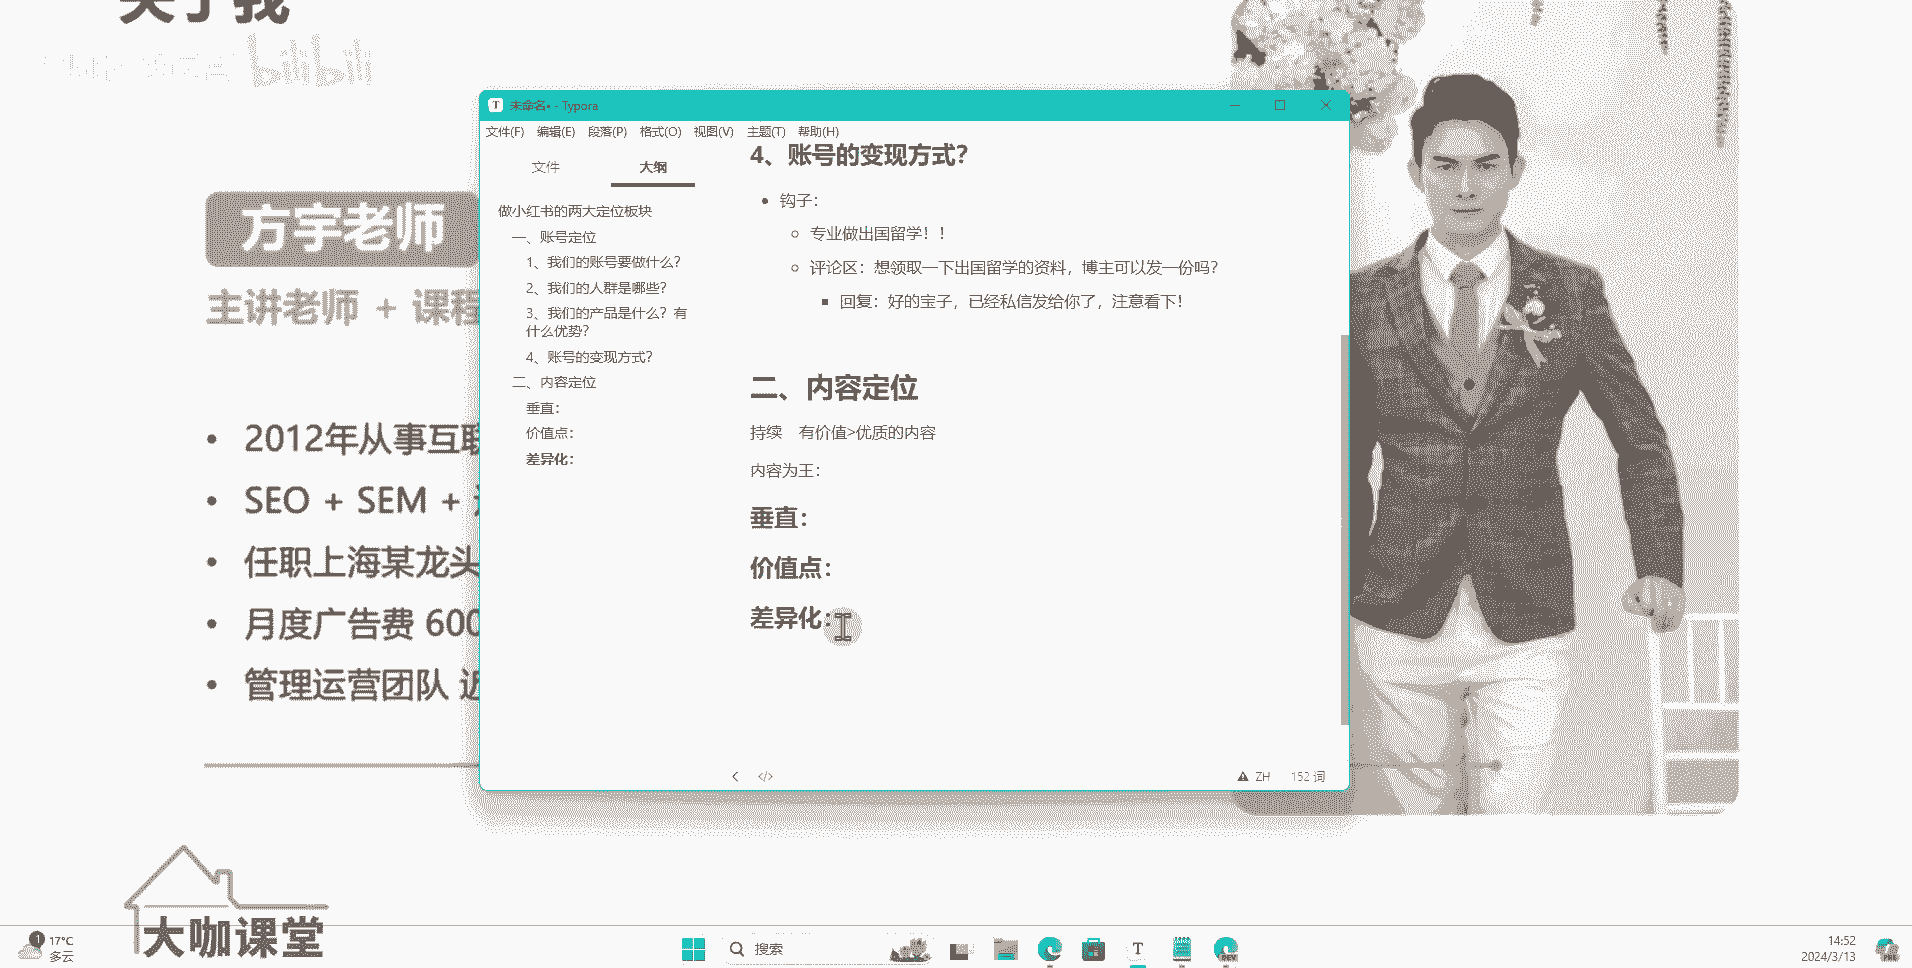 关于我
bilibili
方宇老师
主讲老师 + 课程
2012年从事互联
SEO + SEM +
任职上海某龙头
月度广告费 600
管理运营团队 近
大咖课堂
未命名• - Typora
文件(F) 编辑(E) 段落(P) 格式(O) 视图(V) 主题(T) 帮助(H)
文件 大纲
做小红书的两大定位板块
一、账号定位
1、我们的账号要做什么？
2、我们的人群是哪些？
3、我们的产品是什么？有
什么优势？
4、账号的变现方式？
二、内容定位
垂直：
价值点：
差异化：
4、账号的变现方式？
钩子：
专业做出国留学！！
评论区：想领取一下出国留学的资料，博主可以发一份吗？
回复：好的宝子，已经私信发给你了，注意看下！
二、内容定位
持续 有价值>优质的内容
内容为王：
垂直：
价值点：
差异化：
ZH 152 词
1 17°C
多云
搜索
DEV
14:52
2024/3/13
PRE